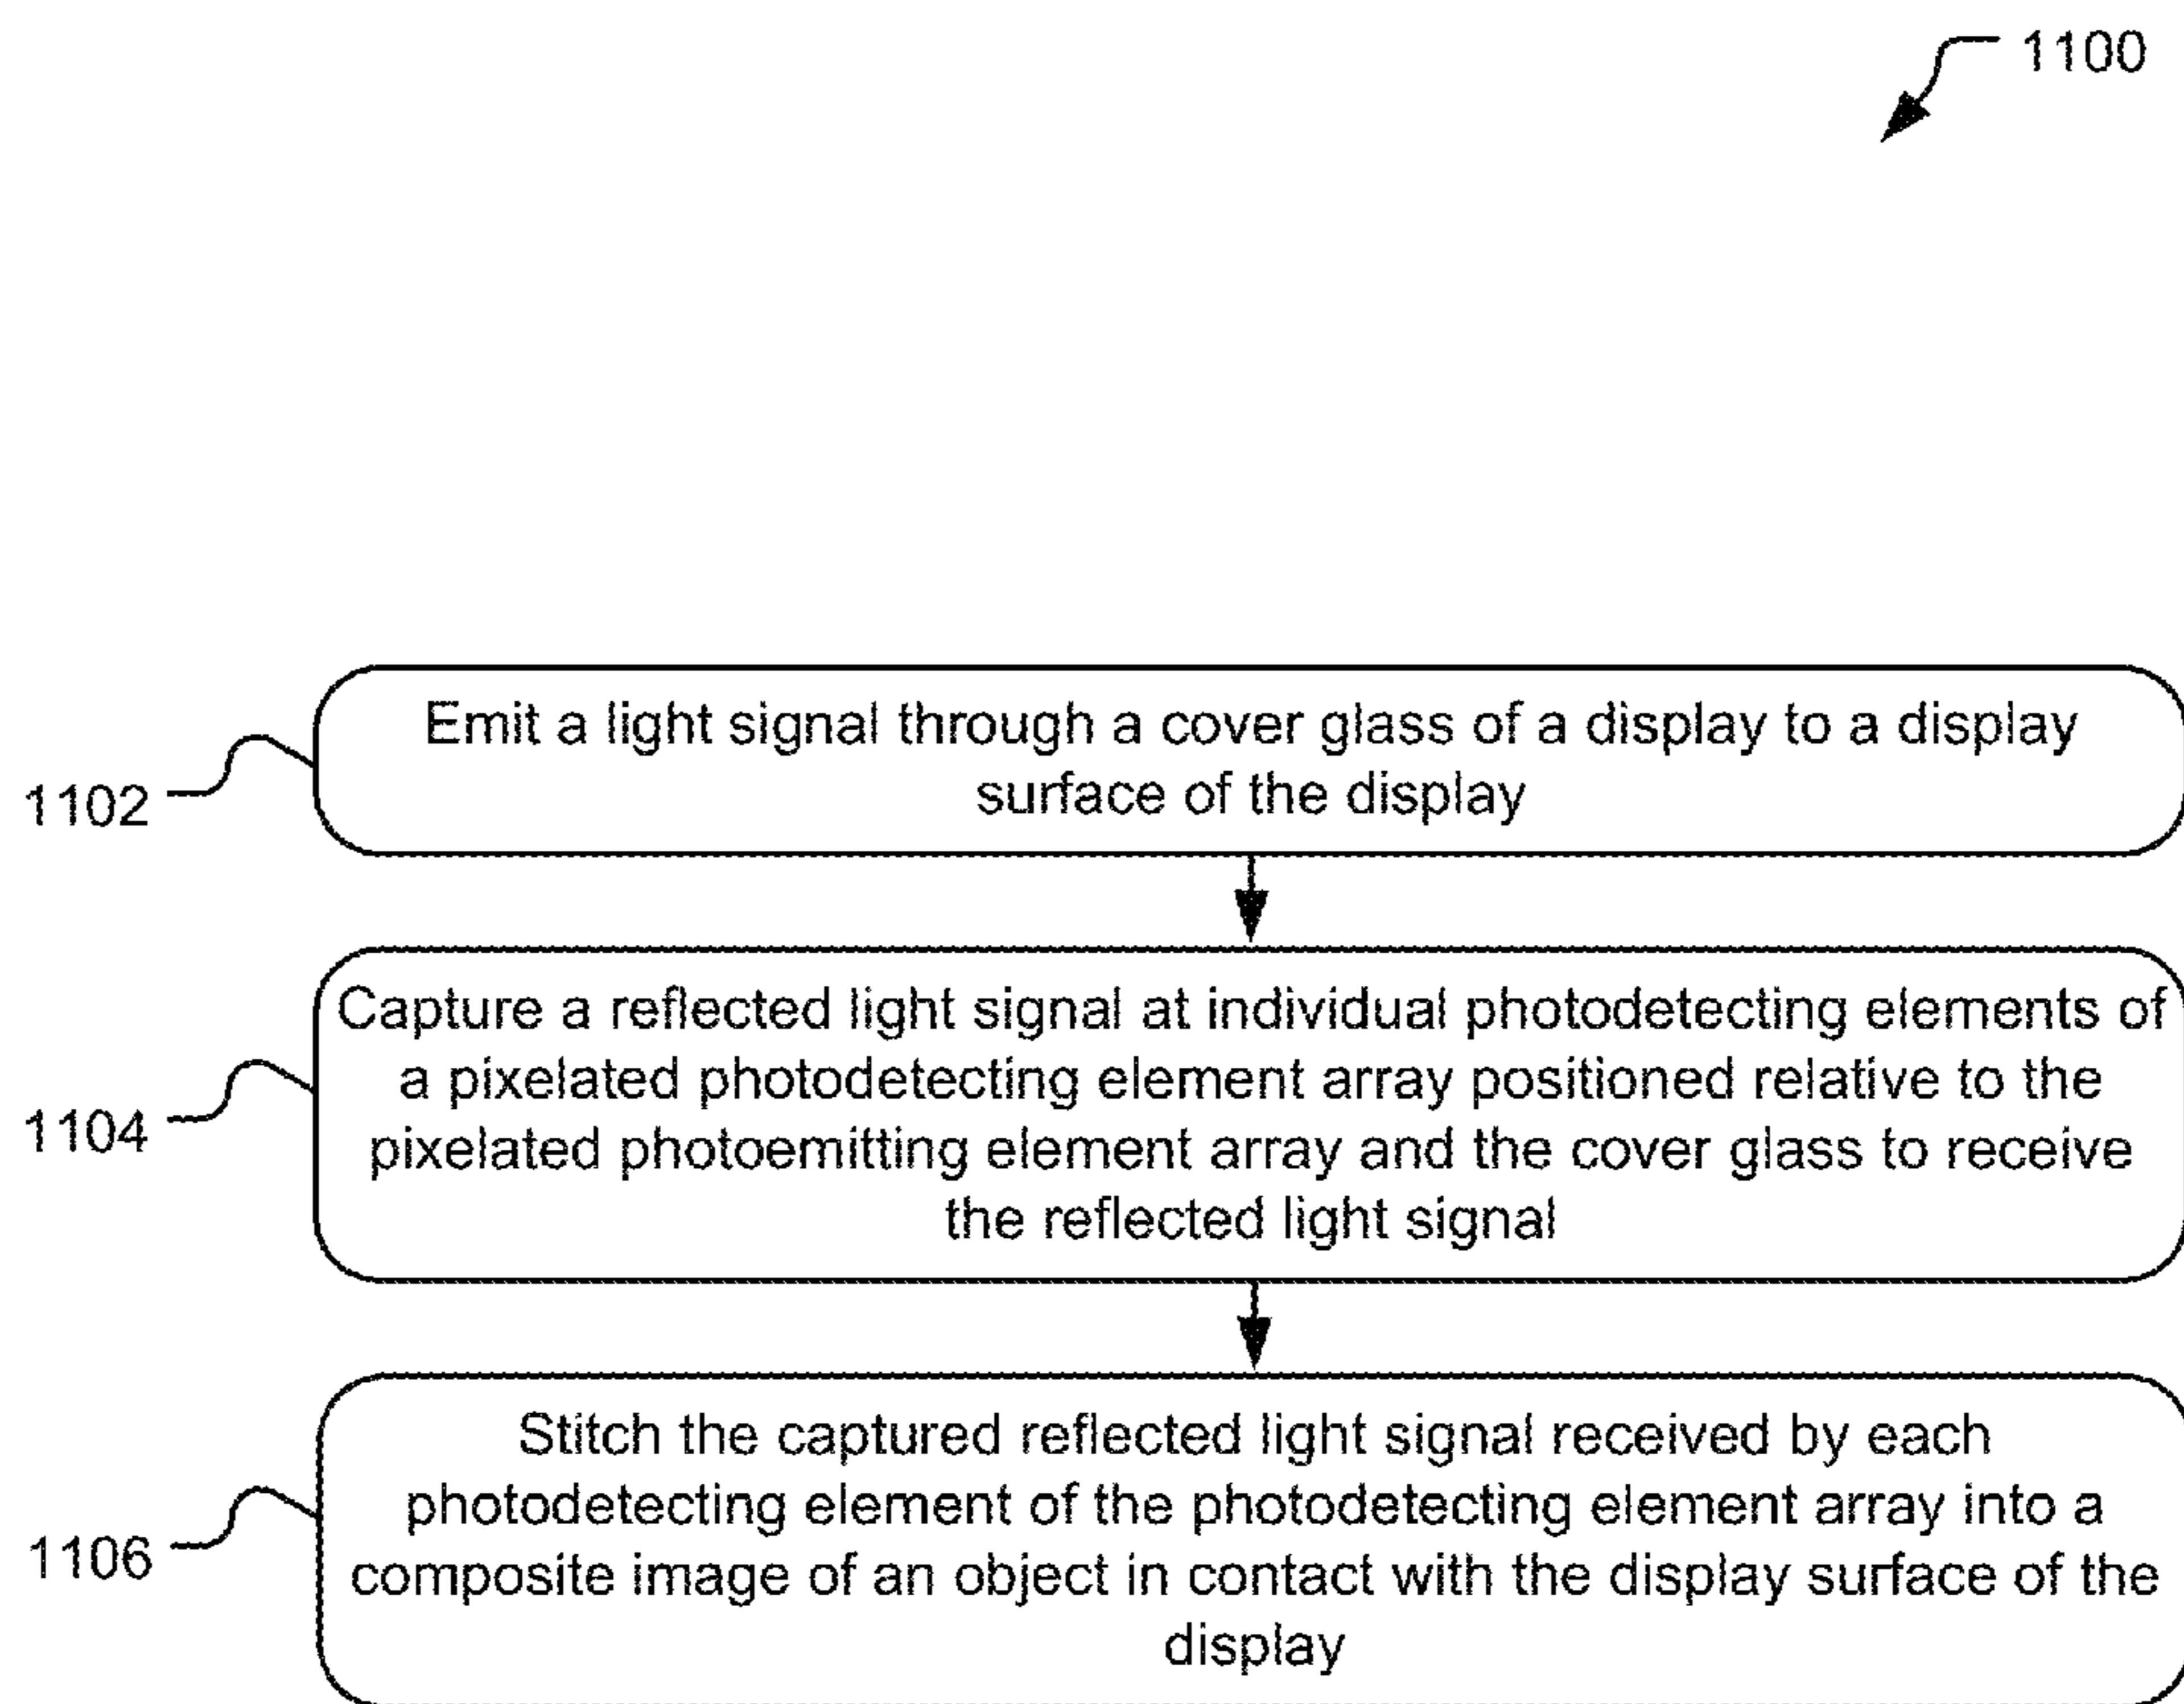 1100
Emit a light signal through a cover glass of a display to a display
surface of the display
1102
Capture a reflected light signal at individual photodetecting elements of
a pixelated photodetecting element array positioned relative to the
pixelated photoemitting element array and the cover glass to receive
the reflected light signal
1104
Stitch the captured reflected light signal received by each
photodetecting element of the photodetecting element array into a
composite image of an object in contact with the display surface of the
display
1106